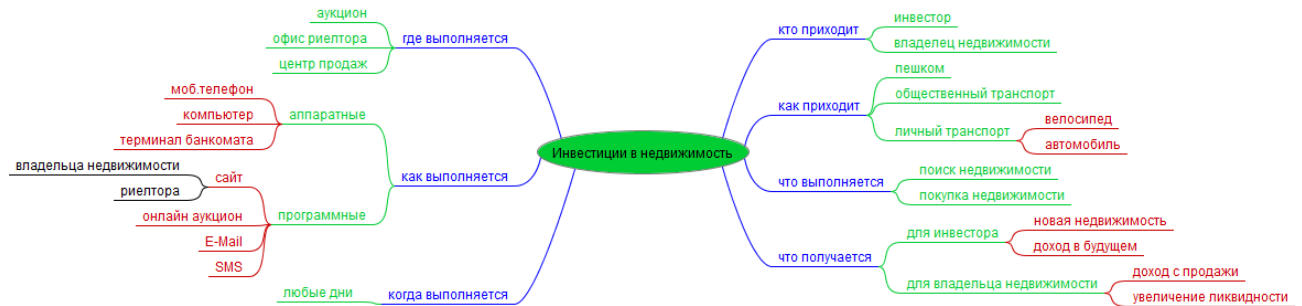 Инвестиции в недвижимость
где выполняется
аукцион
офис риелтора
центр продаж
как выполняется
аппаратные
моб.телефон
компьютер
терминал банкомата
программные
сайт
владельца недвижимости
риелтора
онлайн аукцион
E-Mail
SMS
когда выполняется
любые дни
кто приходит
инвестор
владелец недвижимости
как приходит
пешком
общественный транспорт
личный транспорт
велосипед
автомобиль
что выполняется
поиск недвижимости
покупка недвижимости
что получается
для инвестора
новая недвижимость
доход в будущем
для владельца недвижимости
доход с продажи
увеличение ликвидности